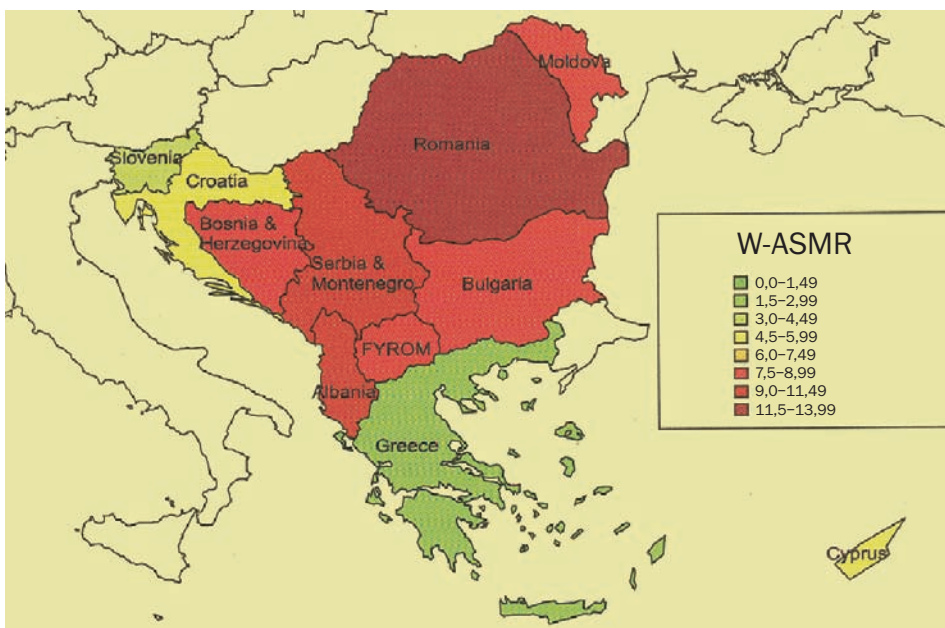 Moldova
Romania
Slovenia
Croatia
Bosnia &
Herzegovina
Serbia &
Montenegro
Bulgaria
FYROM
Albania
Greece
Cyprus
W-ASMR
0,0–1,49
1,5–2,99
3,0–4,49
4,5–5,99
6,0–7,49
7,5–8,99
9,0–11,49
11,5–13,99